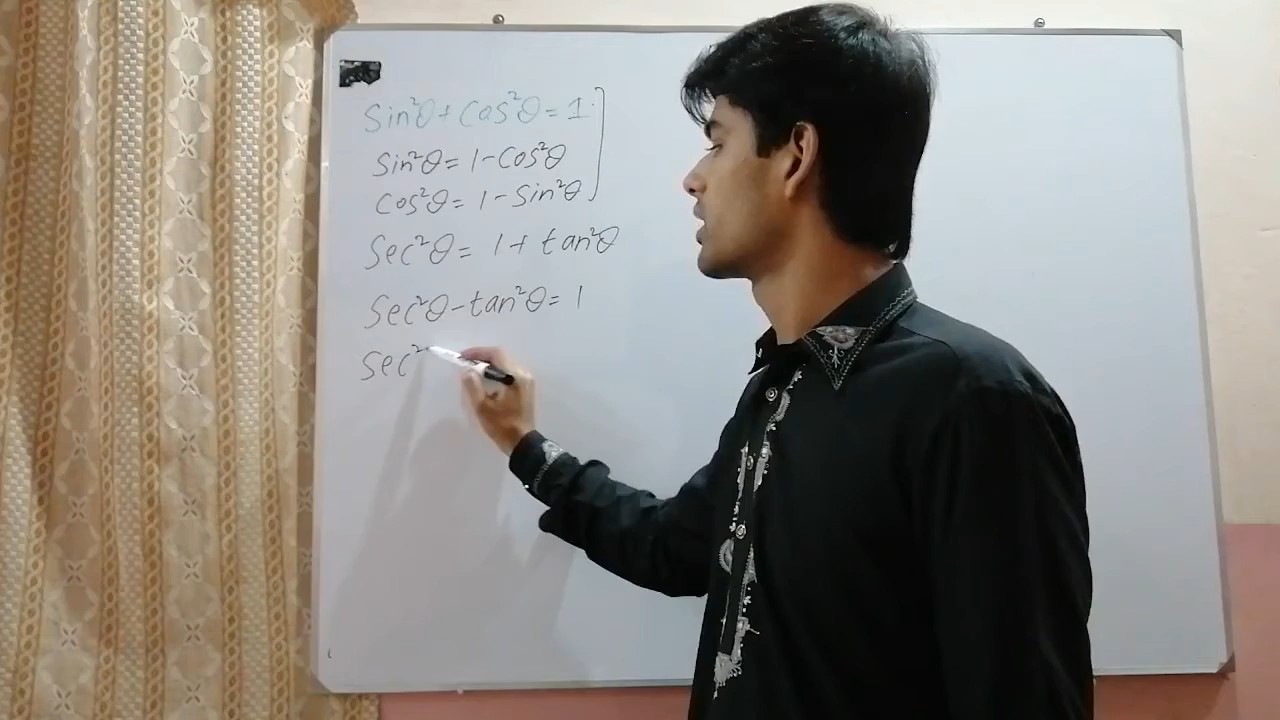 Sin²θ + Cos²θ = 1
Sin²θ = 1 - Cos²θ
Cos²θ = 1 - Sin²θ
Sec²θ = 1 + tan²θ
Sec²θ - tan²θ = 1
Sec²